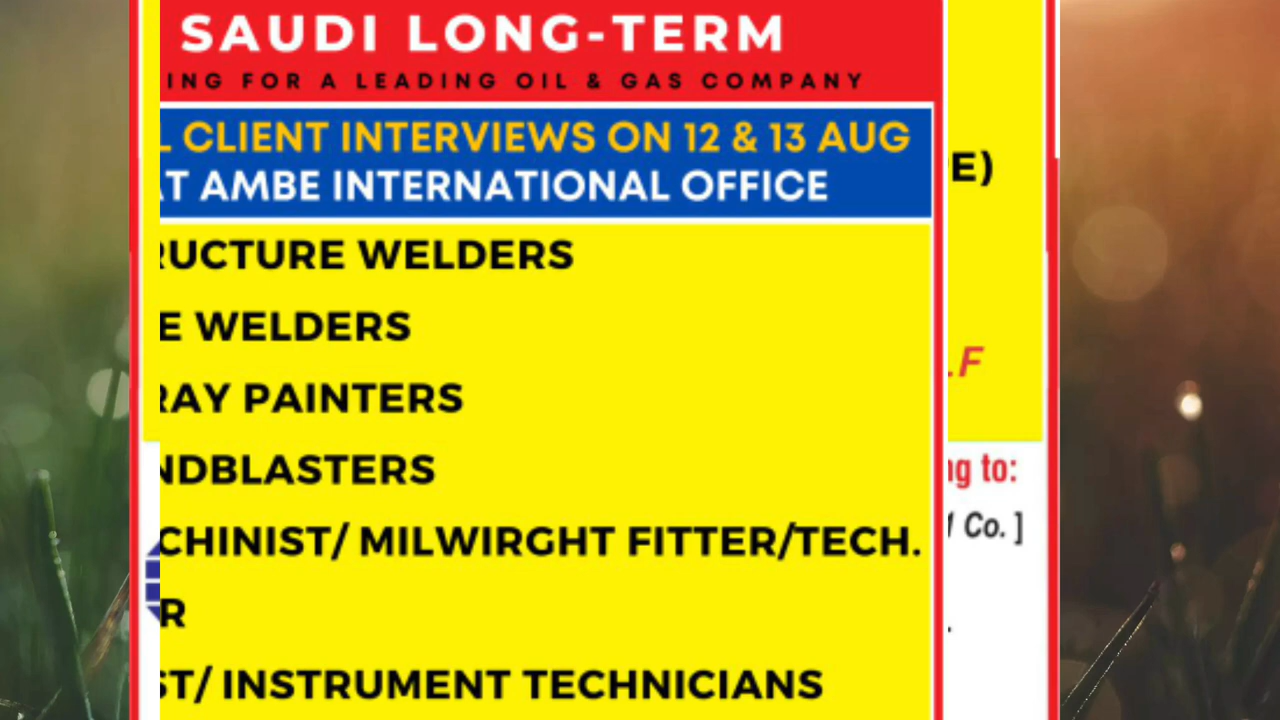 SAUDI LONG-TERM
ING FOR A LEADING OIL & GAS COMPANY
CLIENT INTERVIEWS ON 12 & 13 AUG
AT AMBE INTERNATIONAL OFFICE
RUCTURE WELDERS
E WELDERS
RAY PAINTERS
NDBLASTERS
CHINIST/ MILWIRGHT FITTER/TECH.
R
ST/ INSTRUMENT TECHNICIANS
E)
.F
ng to:
Co. ]